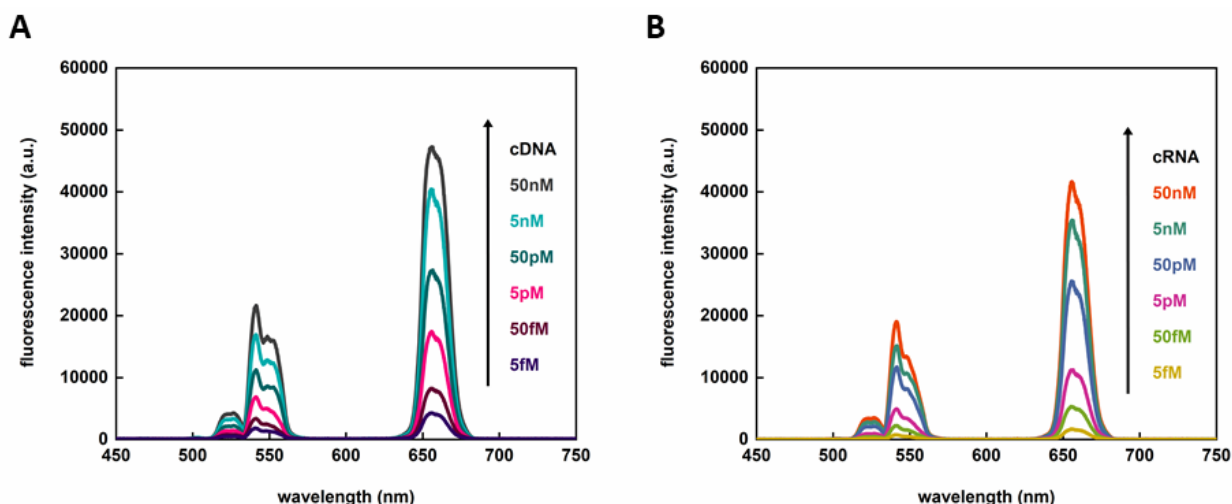 A
B
60000
50000
40000
30000
20000
10000
0
450
500
550
600
650
700
750
fluorescence intensity (a.u.)
wavelength (nm)
cDNA
50nM
5nM
50pM
5pM
50fM
5fM
60000
50000
40000
30000
20000
10000
0
450
500
550
600
650
700
750
fluorescence intensity (a.u.)
wavelength (nm)
cRNA
50nM
5nM
50pM
5pM
50fM
5fM